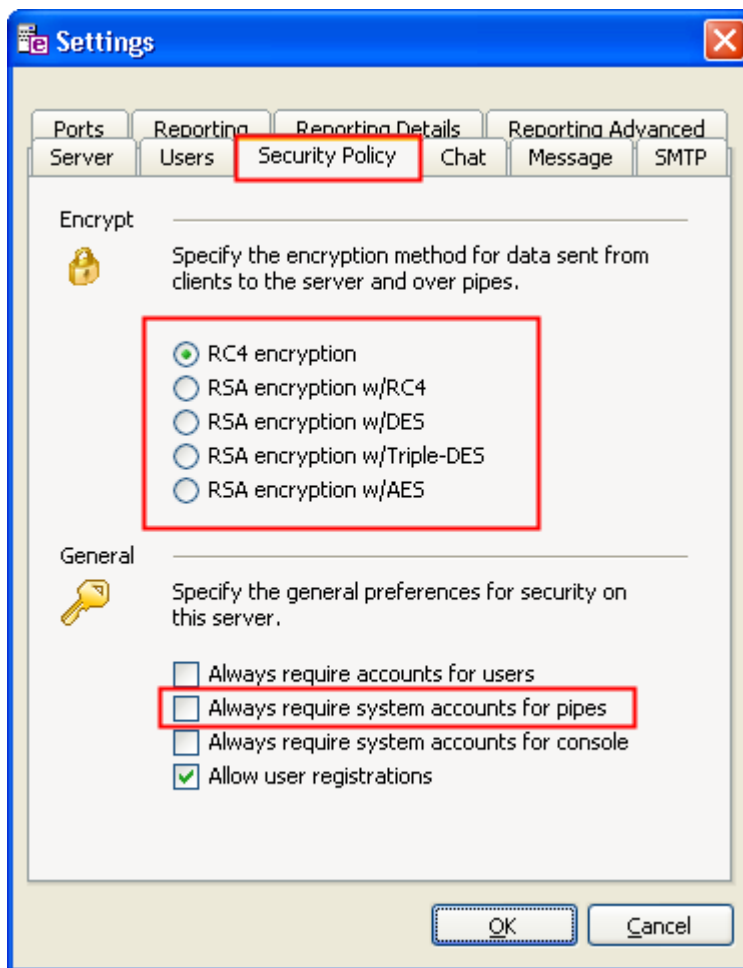 Settings
Ports Reporting Reporting Details Reporting Advanced
Server Users Security Policy Chat Message SMTP
Encrypt
Specify the encryption method for data sent from
clients to the server and over pipes.
RC4 encryption
RSA encryption w/RC4
RSA encryption w/DES
RSA encryption w/Triple-DES
RSA encryption w/AES
General
Specify the general preferences for security on
this server.
Always require accounts for users
Always require system accounts for pipes
Always require system accounts for console
Allow user registrations
OK Cancel